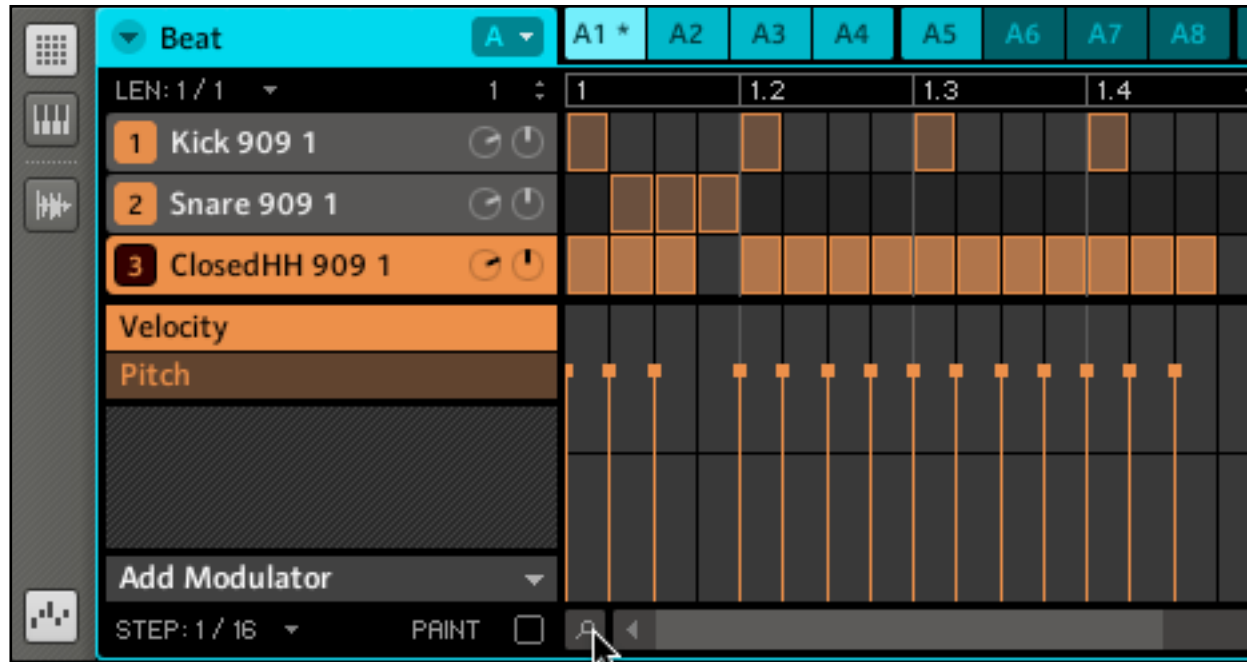 Beat A A1 * A2 A3 A4 A5 A6 A7 A8
LEN: 1 / 1 1 1 1.2 1.3 1.4
1 Kick 909 1
2 Snare 909 1
3 ClosedHH 909 1
Velocity
Pitch
Add Modulator
STEP: 1 / 16 PAINT